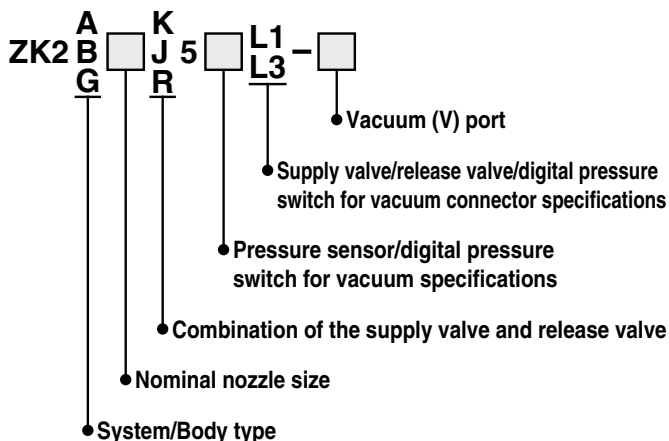 A K
ZK2 B □ J 5 □ L1 – □
G R L3
Vacuum (V) port
Supply valve/release valve/digital pressure
switch for vacuum connector specifications
Pressure sensor/digital pressure
switch for vacuum specifications
Combination of the supply valve and release valve
Nominal nozzle size
System/Body type